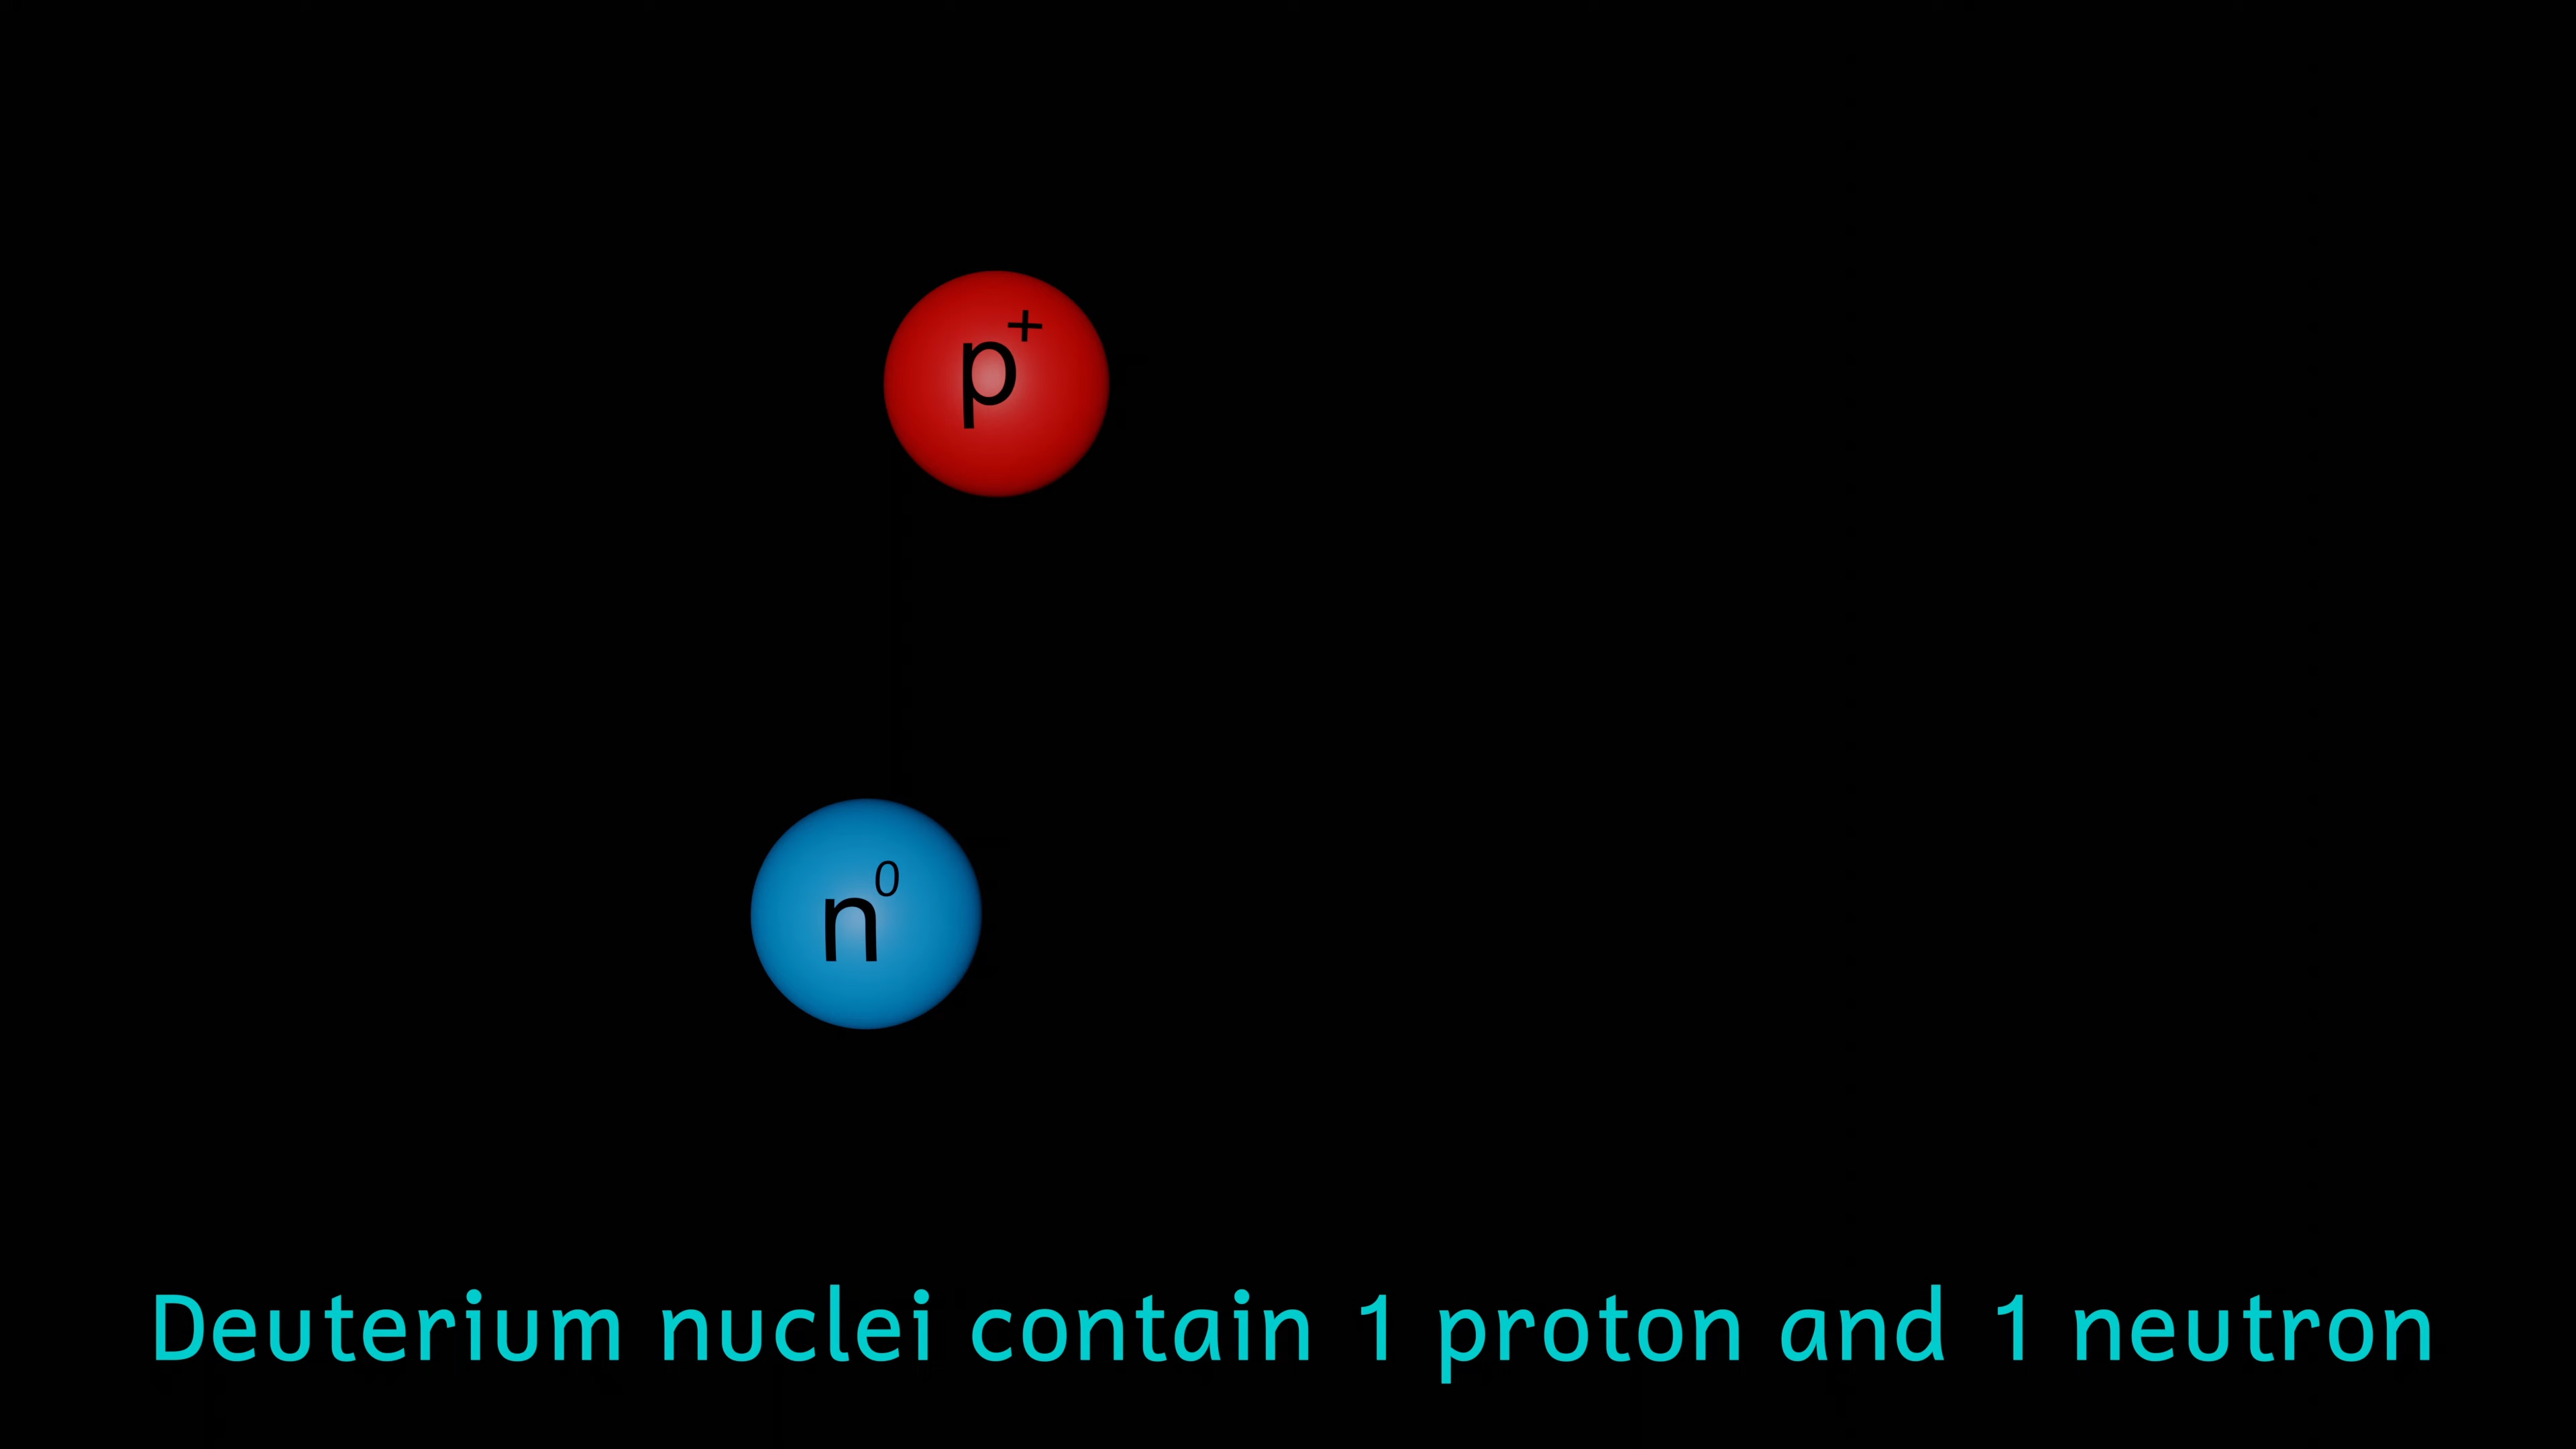 p⁺
n⁰
Deuterium nuclei contain 1 proton and 1 neutron